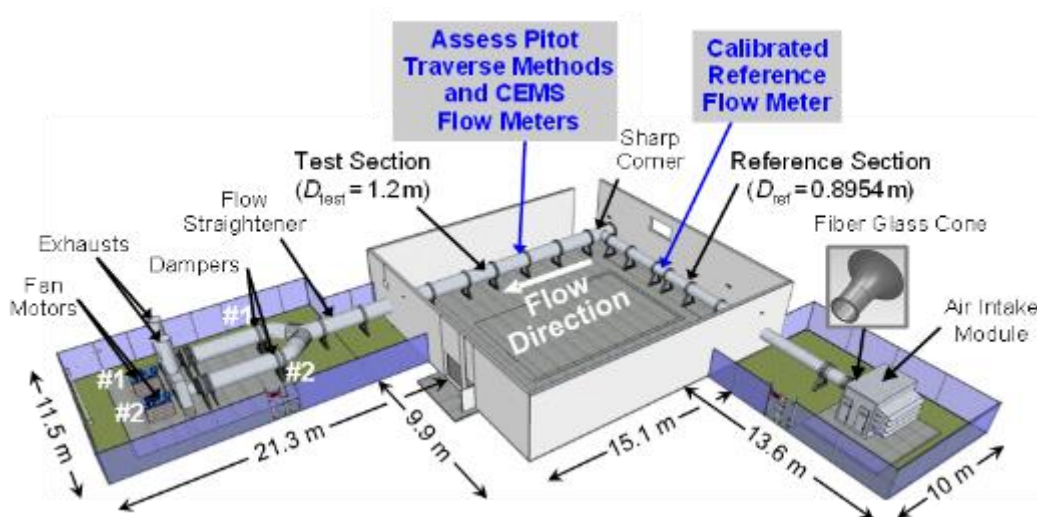 Assess Pitot
Traverse Methods
and CEMS
Flow Meters
Calibrated
Reference
Flow Meter
Sharp
Corner
Test Section
(Dtest = 1.2 m)
Reference Section
(Dref = 0.8954 m)
Flow
Straightener
Fiber Glass Cone
Exhausts
Dampers
Fan
Motors
Air Intake
Module
Flow
Direction
#1
#2
#1
#2
11.5 m
21.3 m
9.9 m
15.1 m
13.6 m
10 m